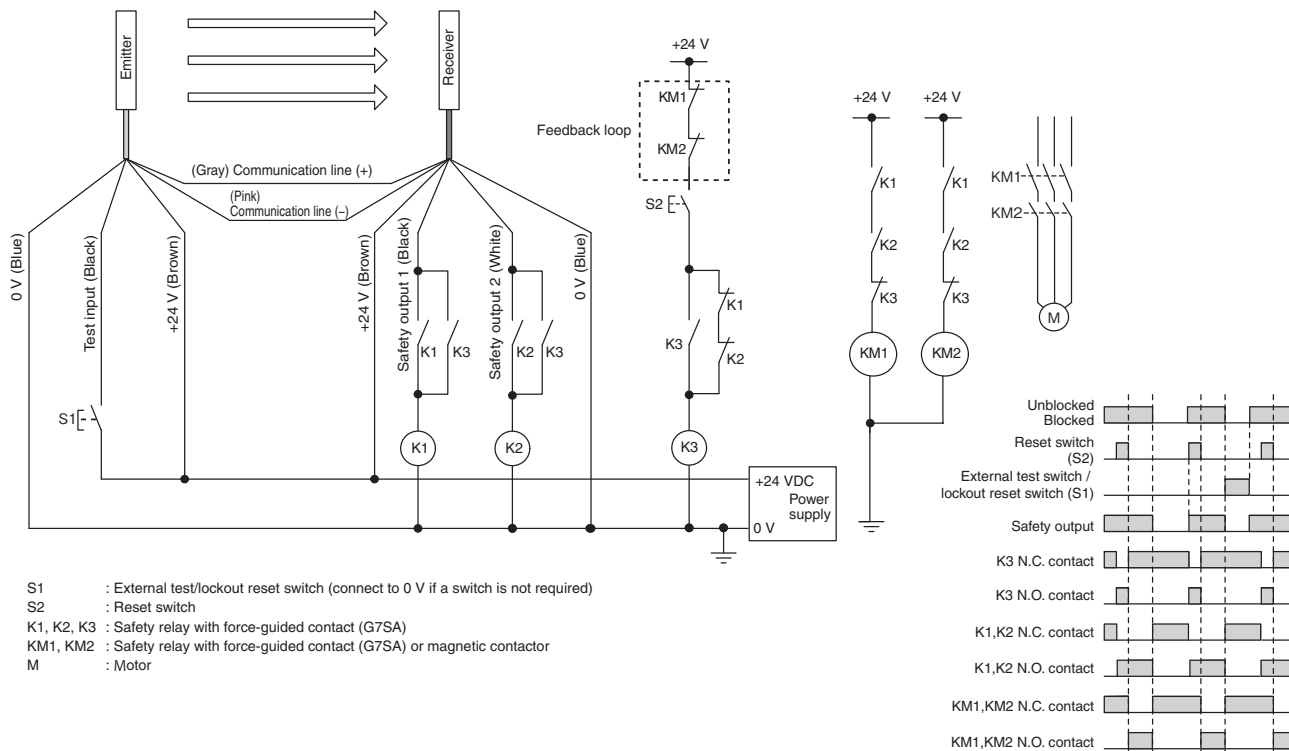 Emitter
Receiver
+24 V
KM1
KM2
Feedback loop
(Gray) Communication line (+)
(Pink)
Communication line (–)
S2
0 V (Blue)
Test input (Black)
+24 V (Brown)
+24 V (Brown)
Safety output 1 (Black)
Safety output 2 (White)
0 V (Blue)
K1
K3
K2
K3
K3
K1
K2
S1
K1
K2
K3
+24 VDC
Power
supply
0 V
+24 V
+24 V
K1
K1
K2
K2
K3
K3
KM1
KM2
KM1
KM2
M
S1 : External test/lockout reset switch (connect to 0 V if a switch is not required)
S2 : Reset switch
K1, K2, K3 : Safety relay with force-guided contact (G7SA)
KM1, KM2 : Safety relay with force-guided contact (G7SA) or magnetic contactor
M : Motor
Unblocked
Blocked
Reset switch
(S2)
External test switch /
lockout reset switch (S1)
Safety output
K3 N.C. contact
K3 N.O. contact
K1,K2 N.C. contact
K1,K2 N.O. contact
KM1,KM2 N.C. contact
KM1,KM2 N.O. contact